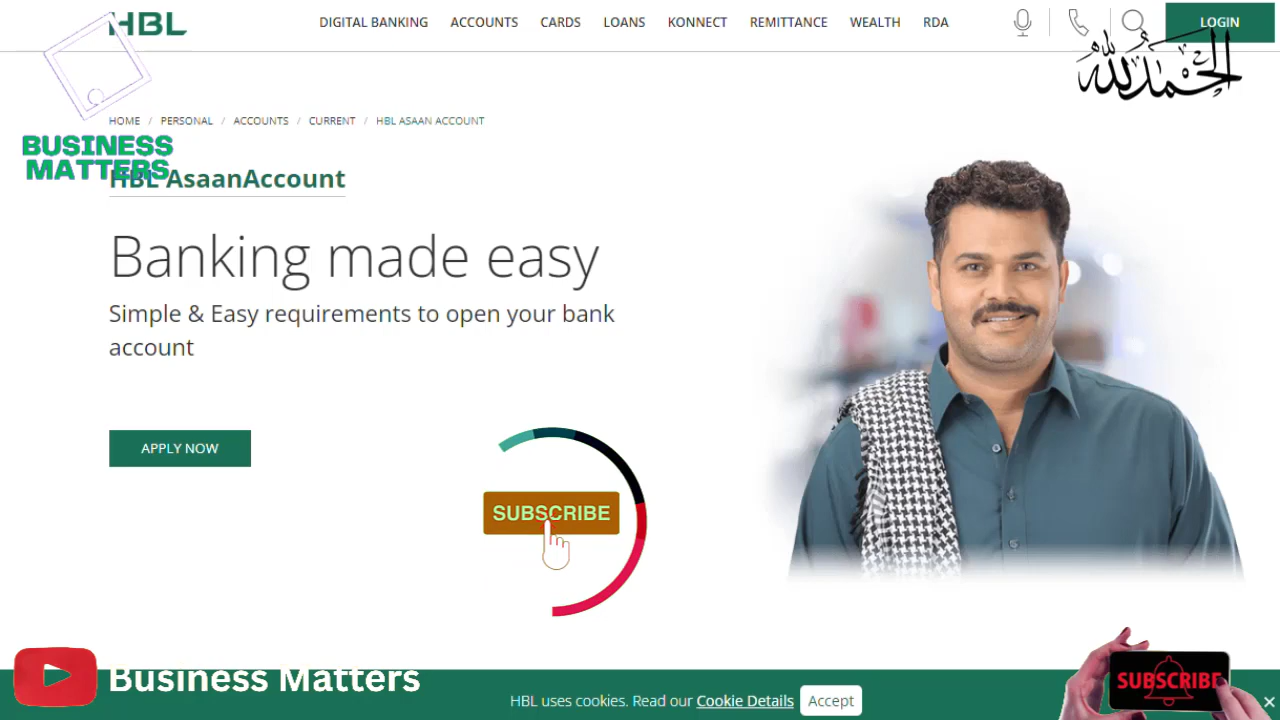 HBL
DIGITAL BANKING ACCOUNTS CARDS LOANS KONNECT REMITTANCE WEALTH RDA
LOGIN
الحمد لله
HOME / PERSONAL / ACCOUNTS / CURRENT / HBL ASAAN ACCOUNT
BUSINESS
MATTERS
HBL AsaanAccount
Banking made easy
Simple & Easy requirements to open your bank
account
APPLY NOW
SUBSCRIBE
Business Matters
HBL uses cookies. Read our Cookie Details Accept
SUBSCRIBE